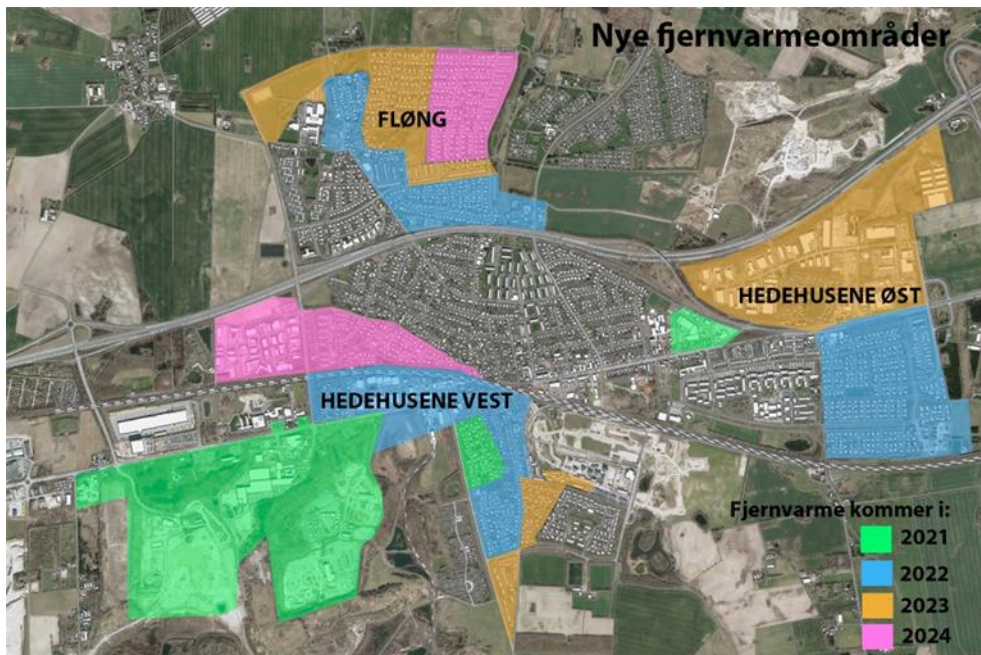 Nye fjernvarmeområder
FLØNG
HEDEHUSENE ØST
HEDEHUSENE VEST
Fjernvarme kommer i:
2021
2022
2023
2024